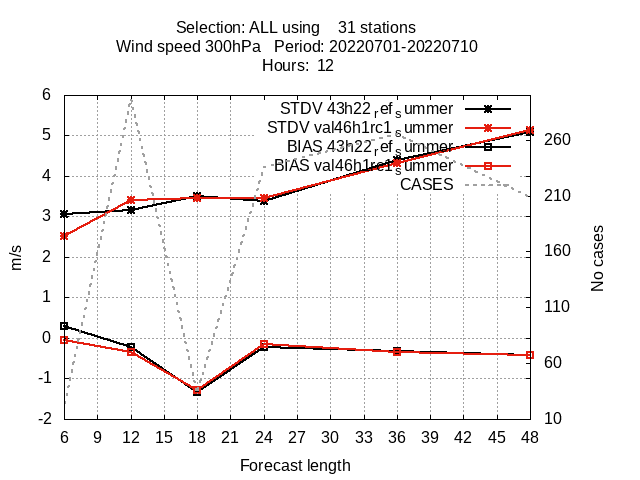 Selection: ALL using    31 stations
Wind speed 300hPa   Period: 20220701-20220710
Hours:  12
STDV 43h22_ref_summer
STDV val46h1rc1_summer
BIAS 43h22_ref_summer
BIAS val46h1rc1_summer
CASES
6
5
4
3
2
1
0
-1
-2
m/s
260
210
160
110
60
10
No cases
6 9 12 15 18 21 24 27 30 33 36 39 42 45 48
Forecast length